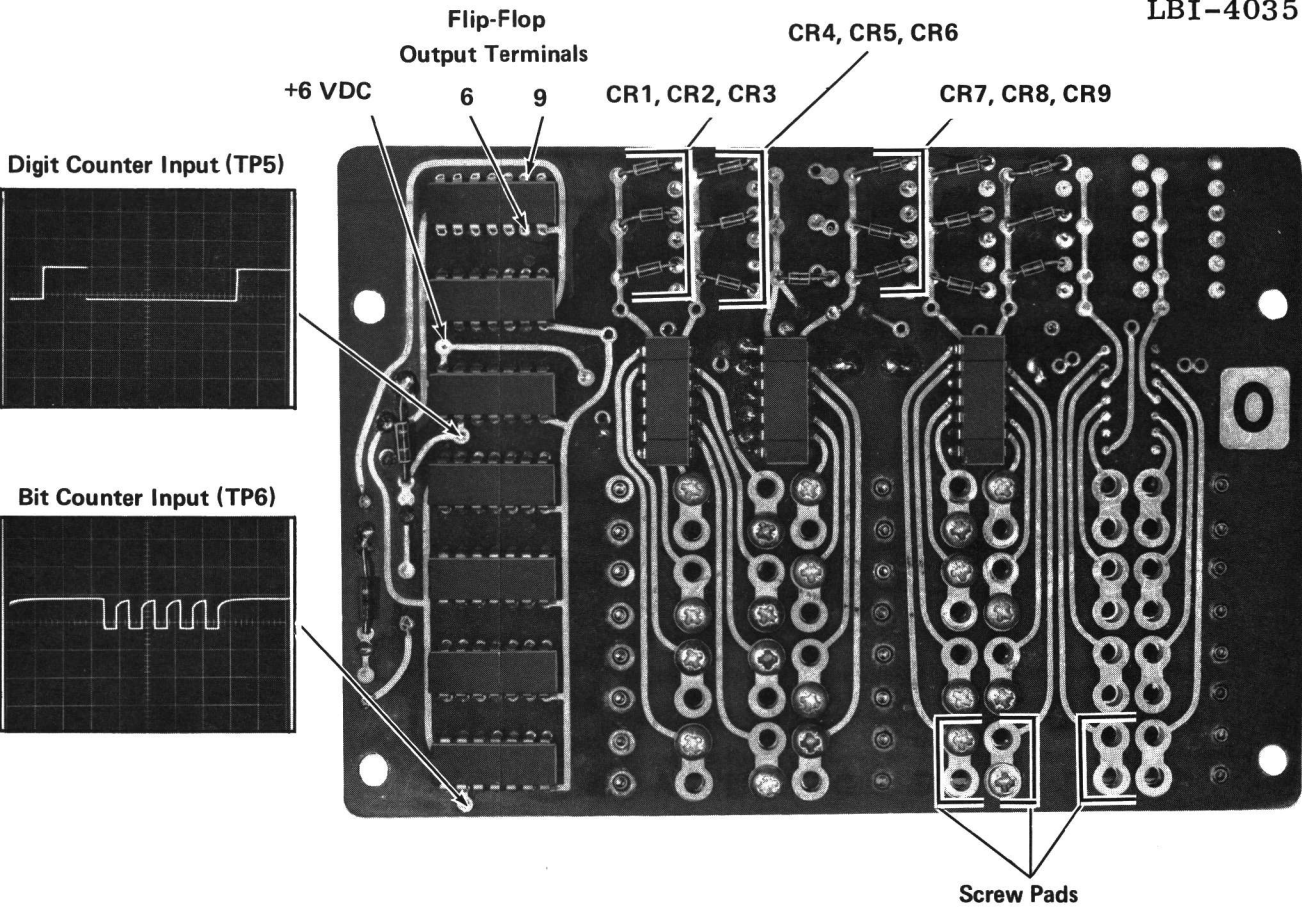 LBI-4035
Flip-Flop
Output Terminals
+6 VDC
6
9
CR1, CR2, CR3
CR4, CR5, CR6
CR7, CR8, CR9
Digit Counter Input (TP5)
Bit Counter Input (TP6)
Screw Pads